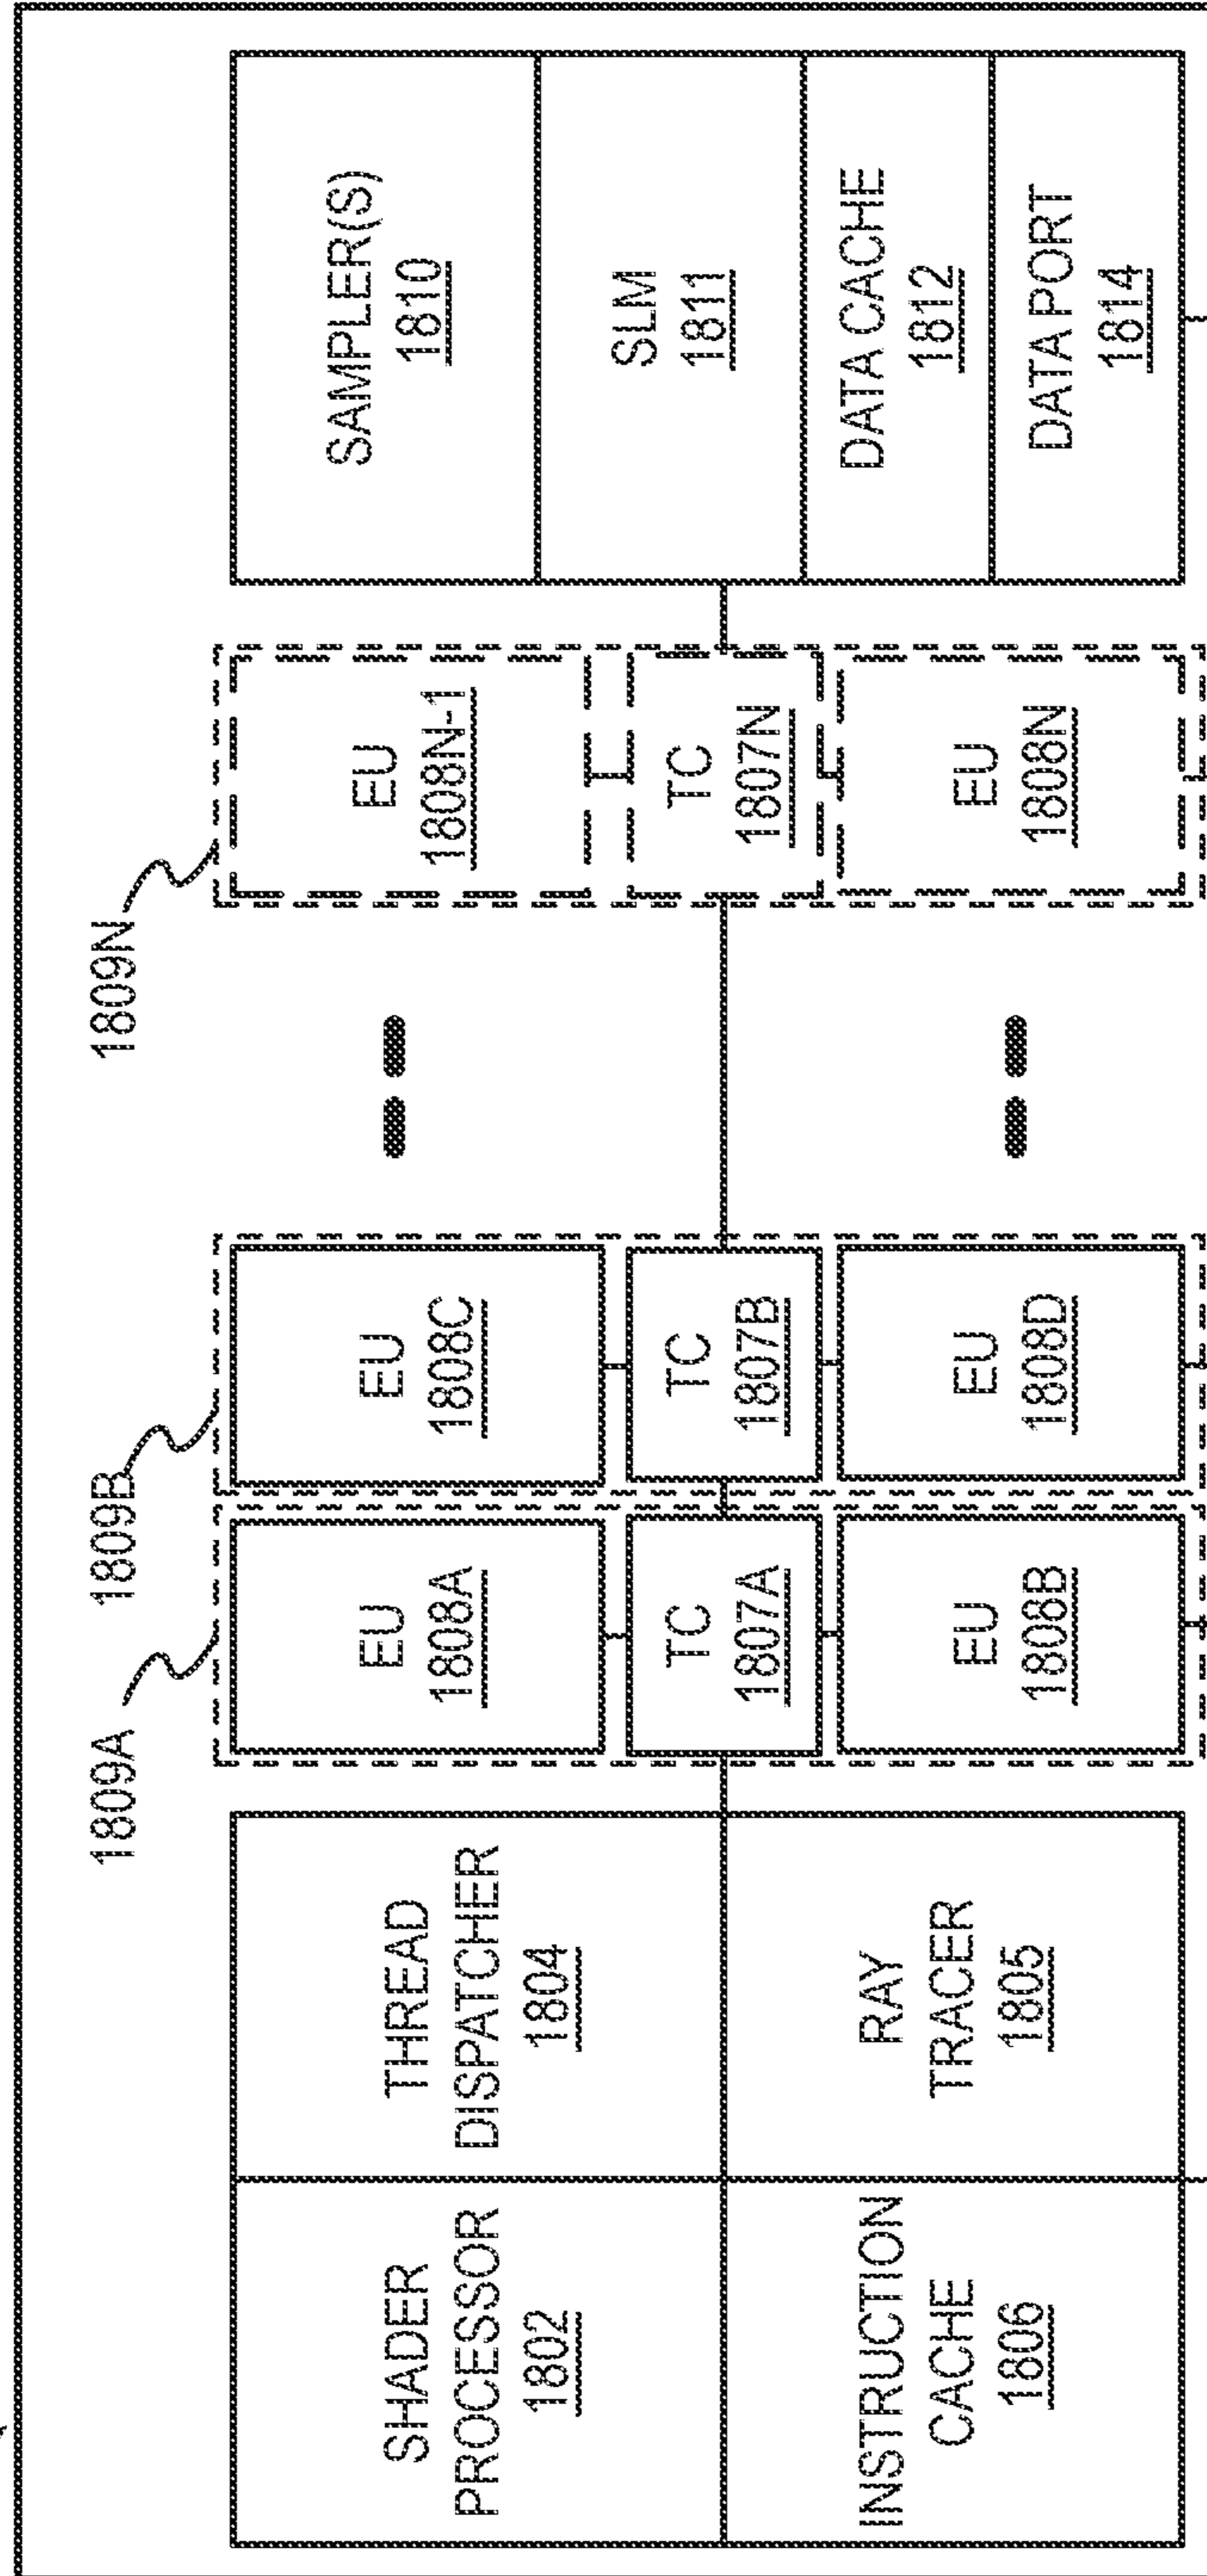 1809A
1809B
1809N
SHADER
PROCESSOR
1802
THREAD
DISPATCHER
1804
INSTRUCTION
CACHE
1806
RAY
TRACER
1805
EU
1808A
TC
1807A
EU
1808B
EU
1808C
TC
1807B
EU
1808D
EU
1808N-1
TC
1807N
EU
1808N
SAMPLER(S)
1810
SLM
1811
DATA CACHE
1812
DATA PORT
1814